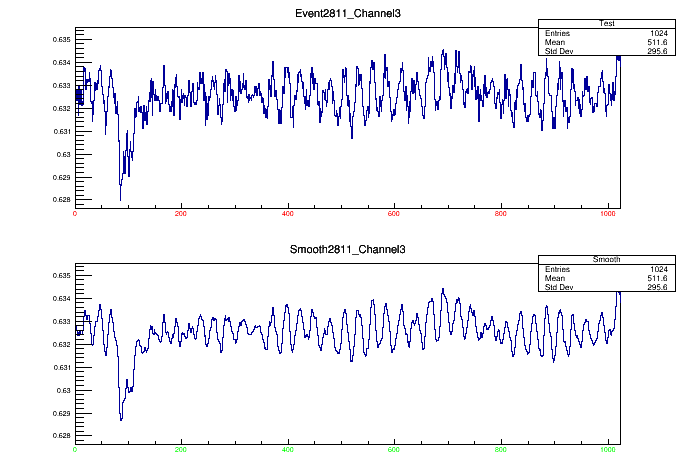 Event2811_Channel3
Test
Entries 1024
Mean 511.6
Std Dev 295.6
0.635
0.634
0.633
0.632
0.631
0.63
0.629
0.628
0 200 400 600 800 1000
Smooth2811_Channel3
Smooth
Entries 1024
Mean 511.6
Std Dev 295.6
0.635
0.634
0.633
0.632
0.631
0.63
0.629
0.628
0 200 400 600 800 1000